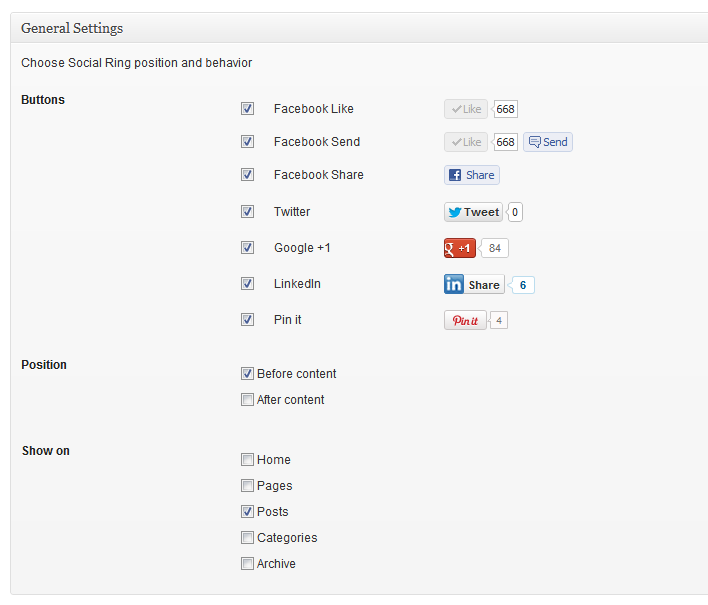 General Settings
Choose Social Ring position and behavior
Buttons
Facebook Like Like 668
Facebook Send Like 668 Send
Facebook Share Share
Twitter Tweet 0
Google +1 g +1 84
LinkedIn in Share 6
Pin it Pin it 4
Position
Before content
After content
Show on
Home
Pages
Posts
Categories
Archive